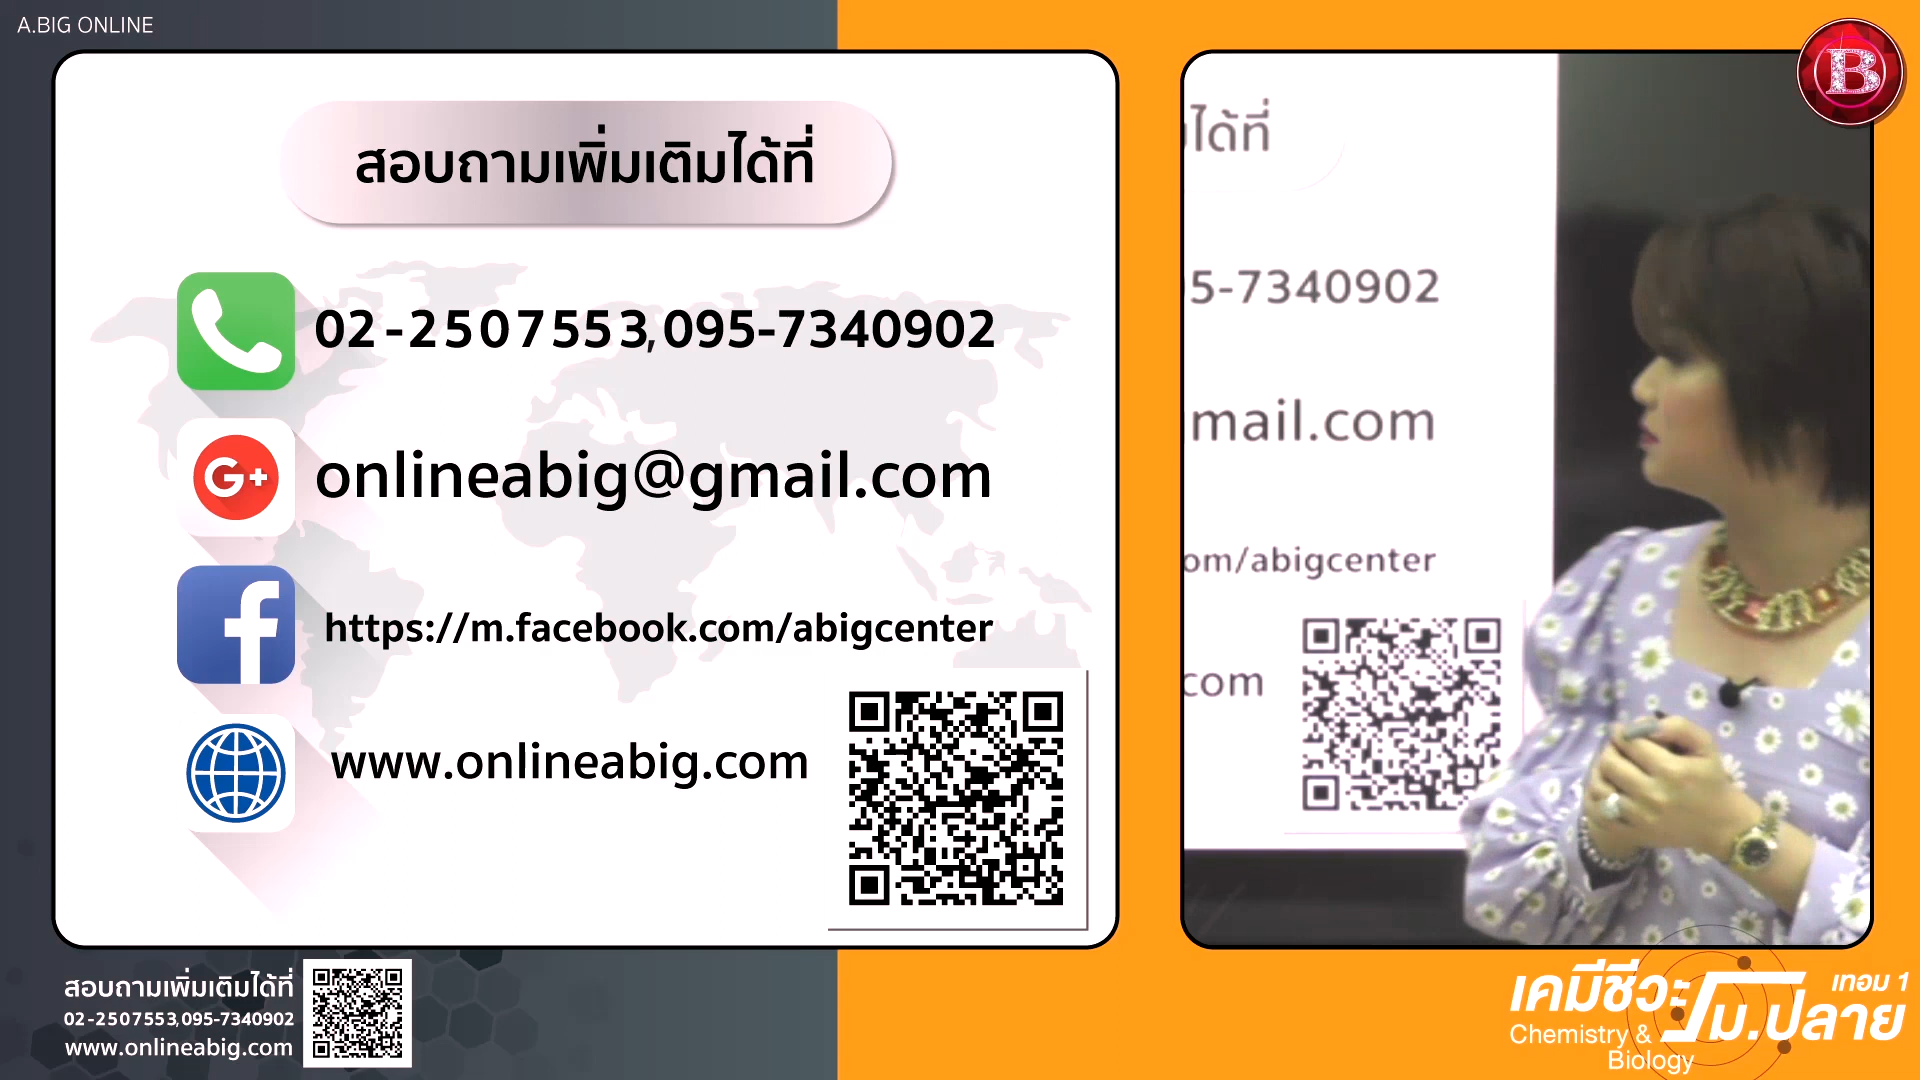 A.BIG ONLINE
สอบถามเพิ่มเติมได้ที่
02-2507553,095-7340902
G+ onlineabig@gmail.com
f https://m.facebook.com/abigcenter
www.onlineabig.com
ได้ที่
5-7340902
mail.com
om/abigcenter
com
B
สอบถามเพิ่มเติมได้ที่
02-2507553,095-7340902
www.onlineabig.com
เคมีชีวะ ม.ปลาย เทอม 1
Chemistry &
Biology